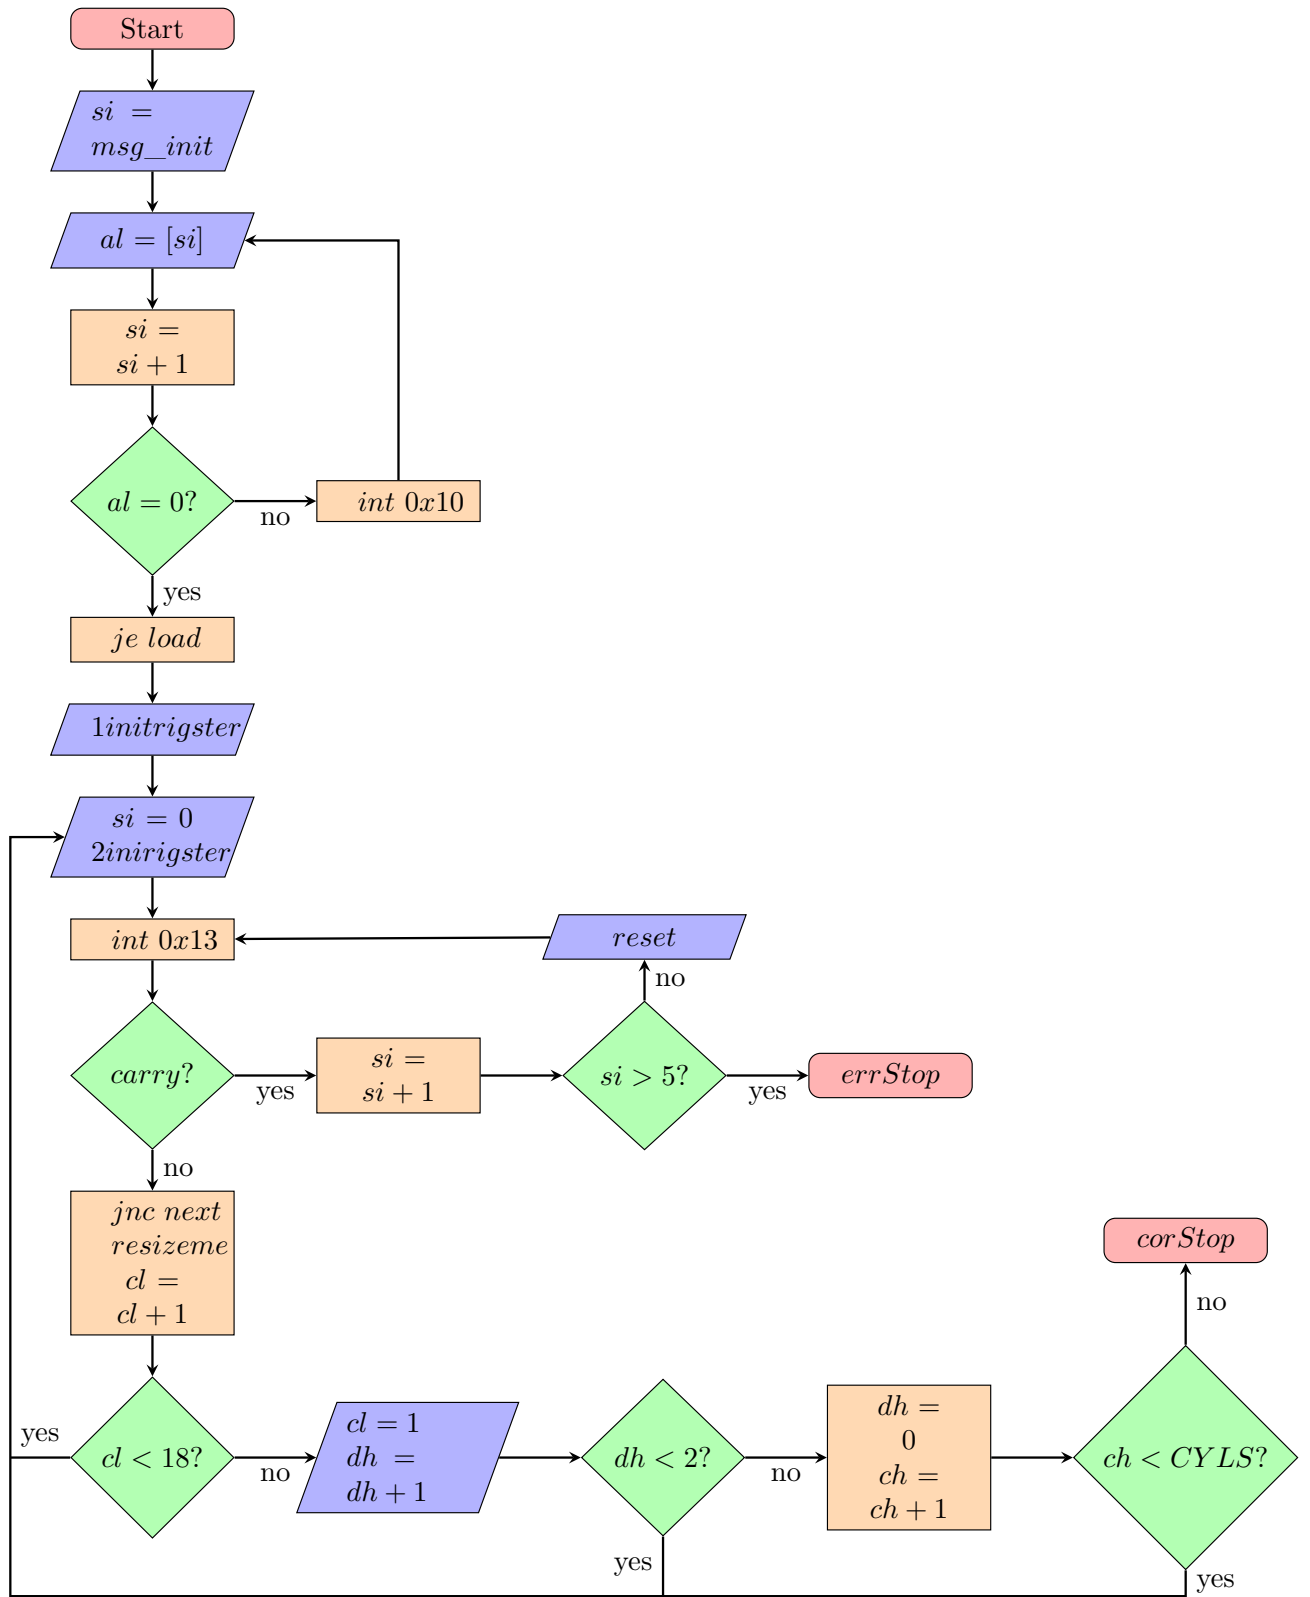 Start
si =
msg_init
al = [si]
si =
si + 1
al = 0?
no
int 0x10
yes
je load
1initrigster
si = 0
2inirigster
int 0x13
reset
no
carry?
yes
si =
si + 1
si > 5?
yes
errStop
no
jnc next
resizeme
cl =
cl + 1
corStop
no
yes
cl < 18?
no
cl = 1
dh =
dh + 1
dh < 2?
no
dh =
0
ch =
ch + 1
ch < CYLS?
yes
yes